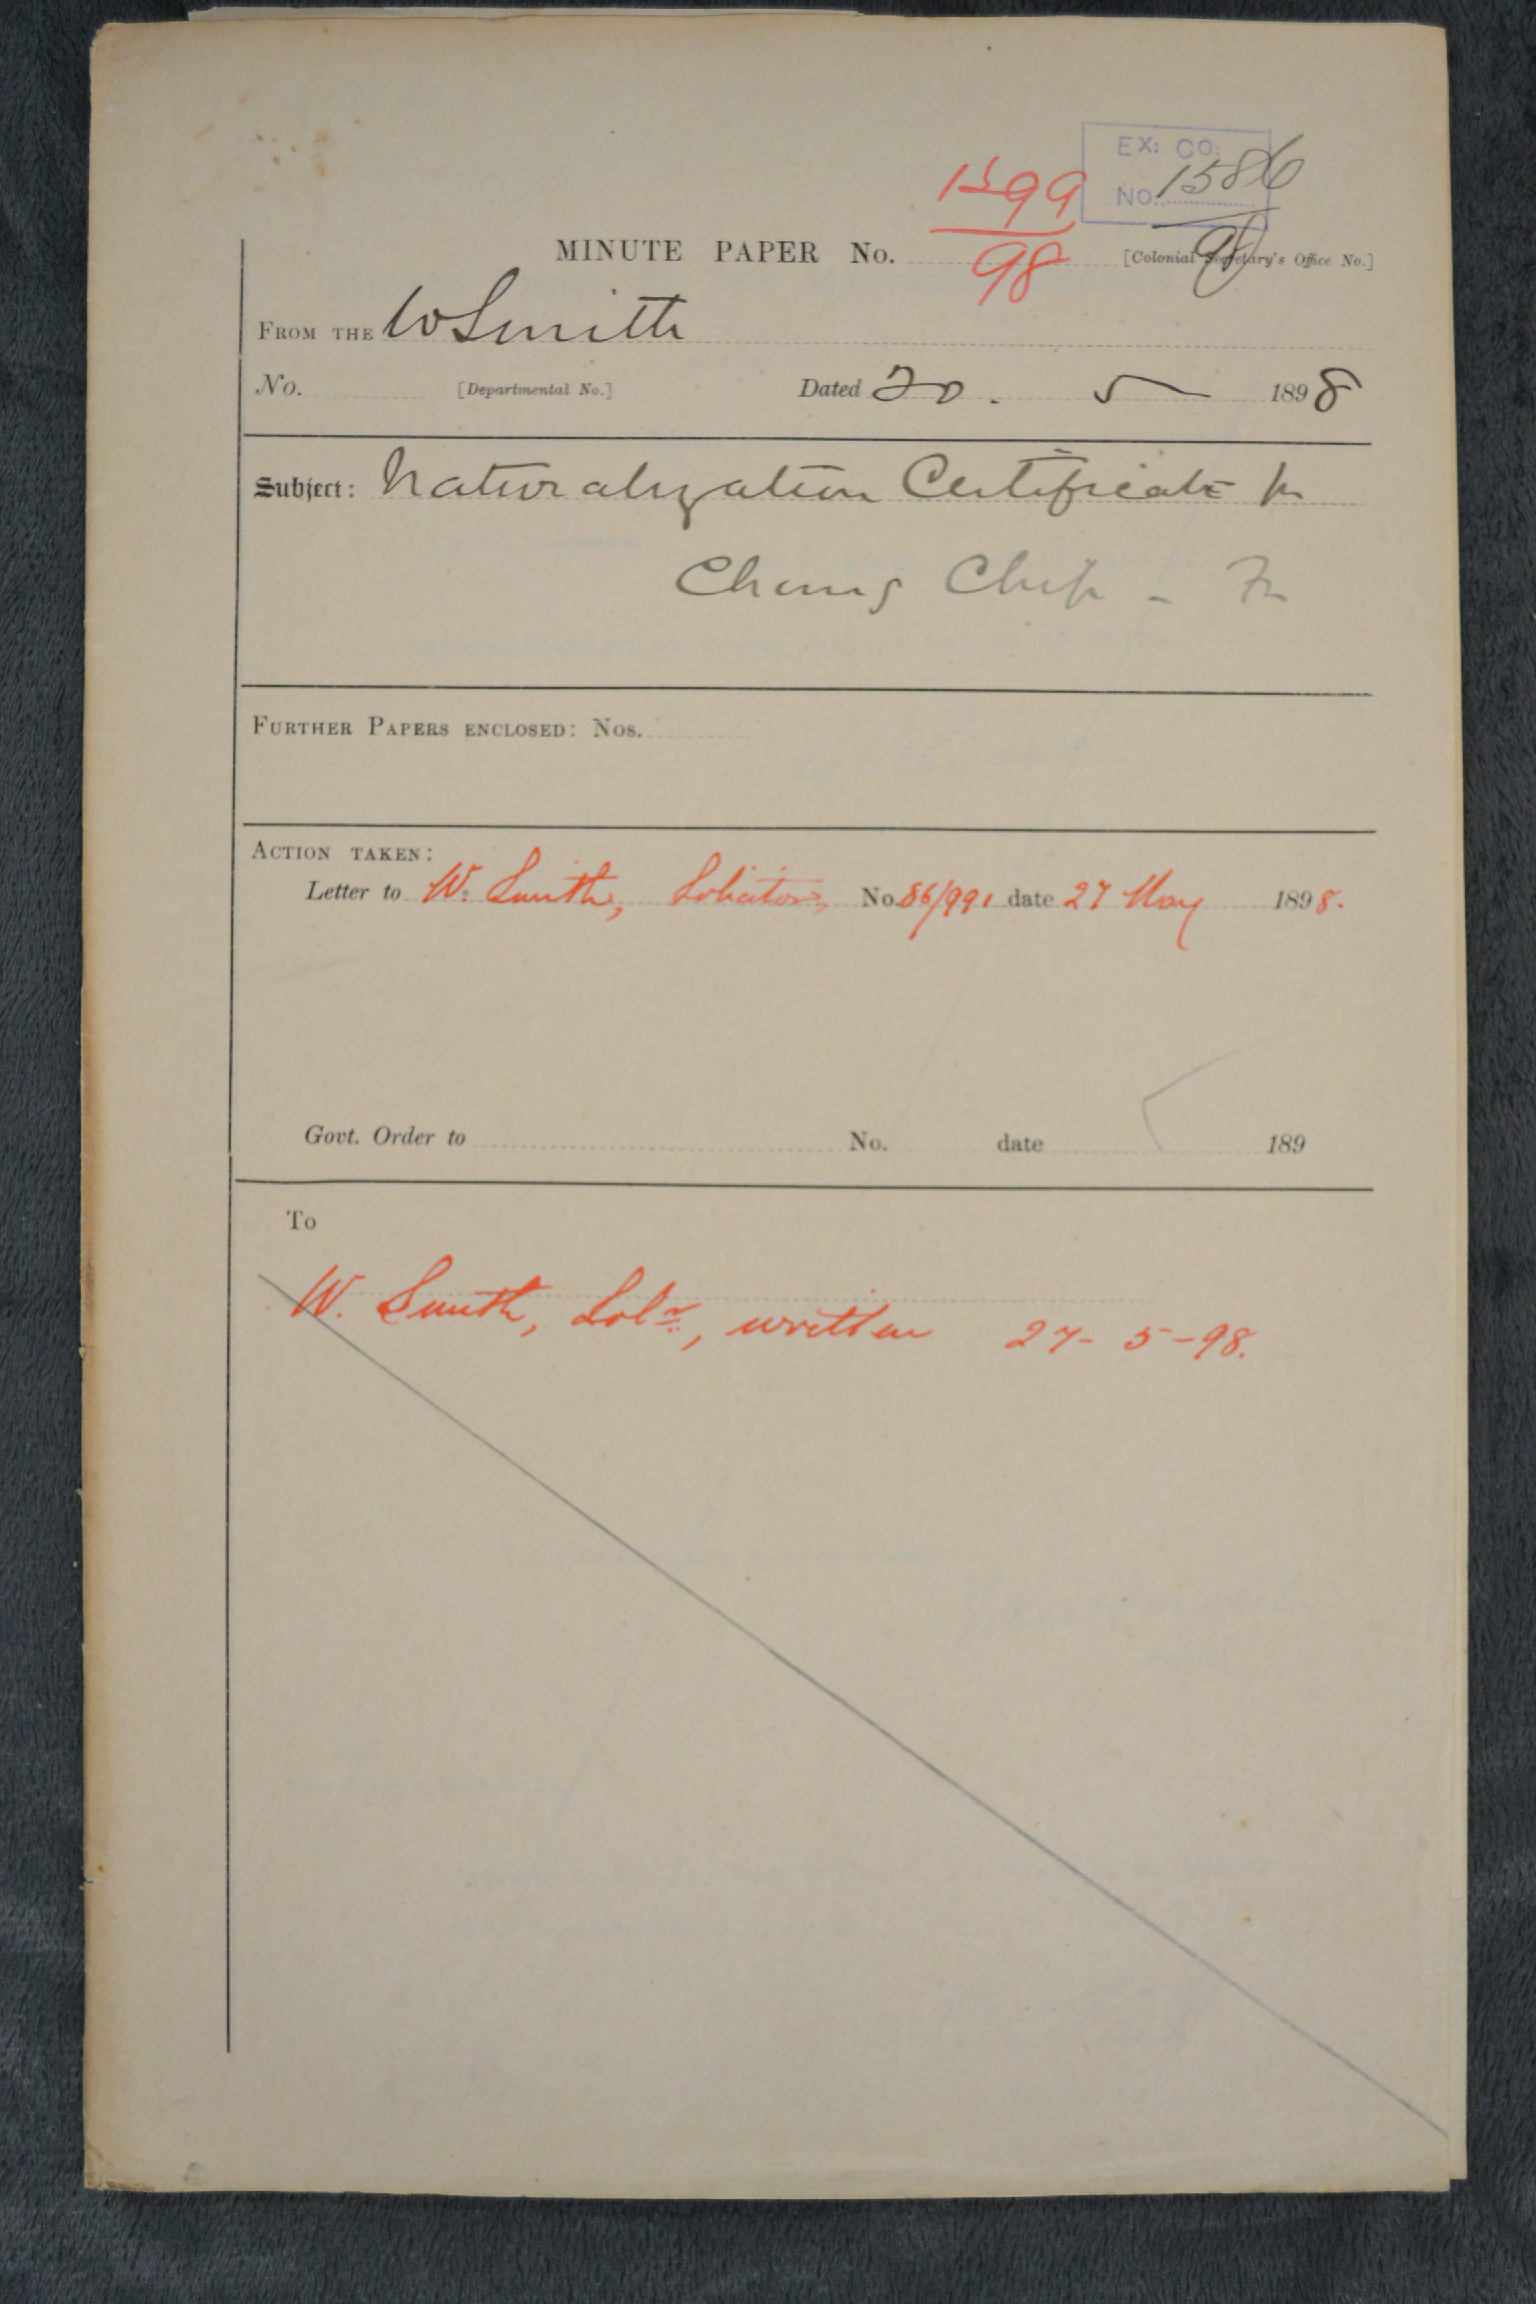 EX: CO:
No. 1586
98
MINUTE PAPER No. 1599
98
[Colonial Secretary's Office No.]
FROM THE W Smith
No. [Departmental No.] Dated 20. 5 1898
Subject: Naturalization Certificate for
Chung Chip -
FURTHER PAPERS ENCLOSED: Nos.
ACTION TAKEN:
Letter to W. Smith, Solicitor, No. 86/991 date 27 May 1898.
Govt. Order to No. date 189
To
W. Smith, Solr, written 27-5-98.